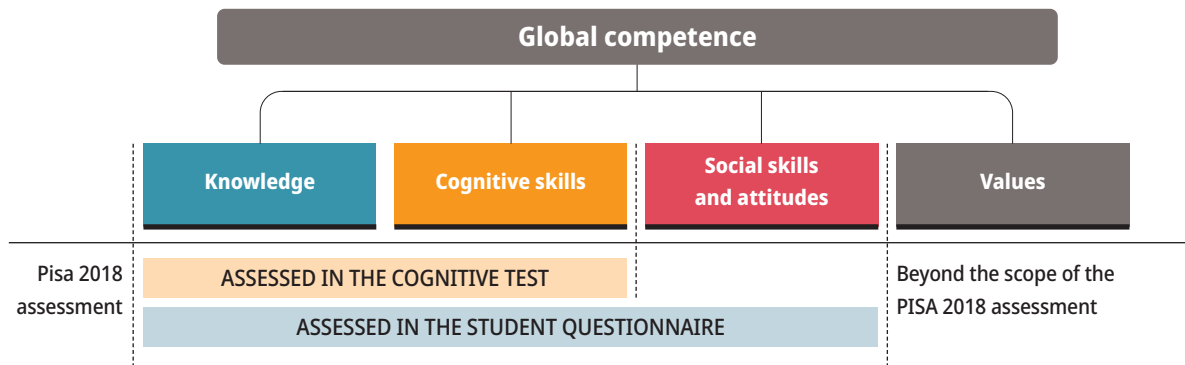 Global competence
Knowledge
Cognitive skills
Social skills
and attitudes
Values
Pisa 2018
assessment
ASSESSED IN THE COGNITIVE TEST
ASSESSED IN THE STUDENT QUESTIONNAIRE
Beyond the scope of the
PISA 2018 assessment